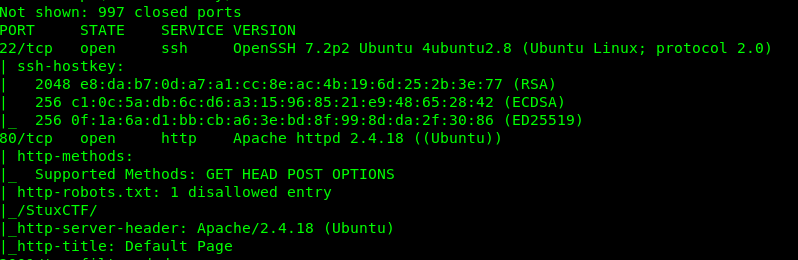 Not shown: 997 closed ports
PORT     STATE    SERVICE VERSION
22/tcp   open     ssh     OpenSSH 7.2p2 Ubuntu 4ubuntu2.8 (Ubuntu Linux; protocol 2.0)
| ssh-hostkey:
|   2048 e8:da:b7:0d:a7:a1:cc:8e:ac:4b:19:6d:25:2b:3e:77 (RSA)
|   256 c1:0c:5a:db:6c:d6:a3:15:96:85:21:e9:48:65:28:42 (ECDSA)
|_  256 0f:1a:6a:d1:bb:cb:a6:3e:bd:8f:99:8d:da:2f:30:86 (ED25519)
80/tcp   open     http    Apache httpd 2.4.18 ((Ubuntu))
| http-methods:
|_  Supported Methods: GET HEAD POST OPTIONS
| http-robots.txt: 1 disallowed entry
|_/StuxCTF/
|_http-server-header: Apache/2.4.18 (Ubuntu)
|_http-title: Default Page